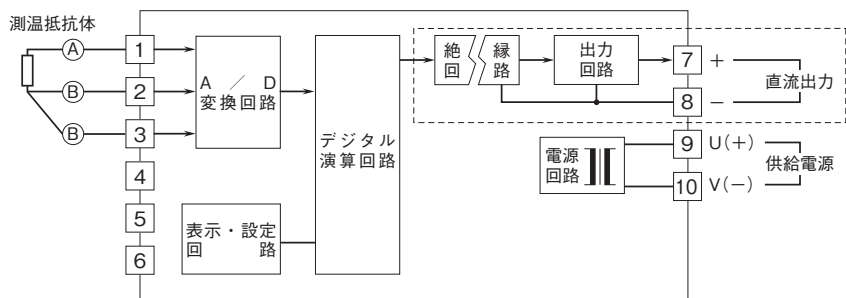 測温抵抗体
A
B
B
1
2
3
4
5
6
A / D
変換回路
デジタル
演算回路
表示・設定
回路
絶縁
回路
出力
回路
7
+
8
−
直流出力
電源
回路
9
U(+)
10
V(−)
供給電源